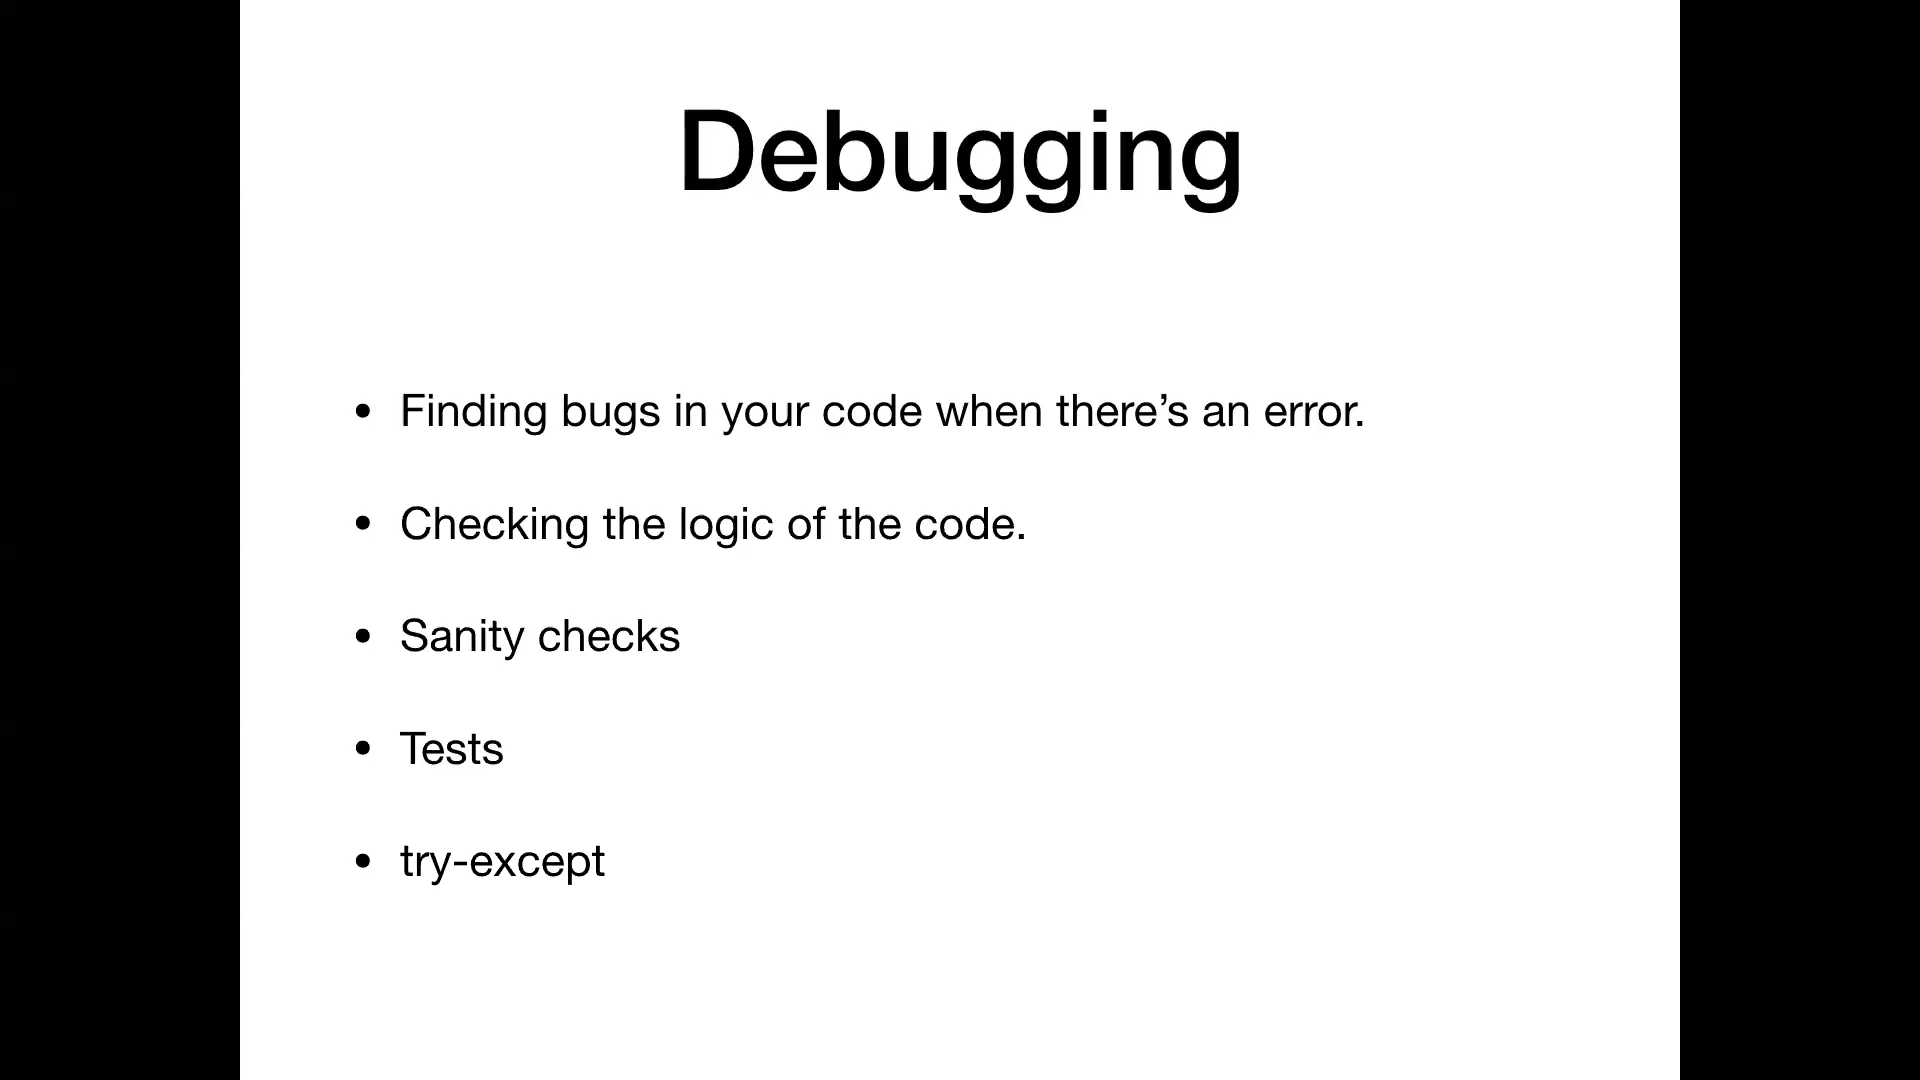 Debugging
• Finding bugs in your code when there’s an error.
• Checking the logic of the code.
• Sanity checks
• Tests
• try-except